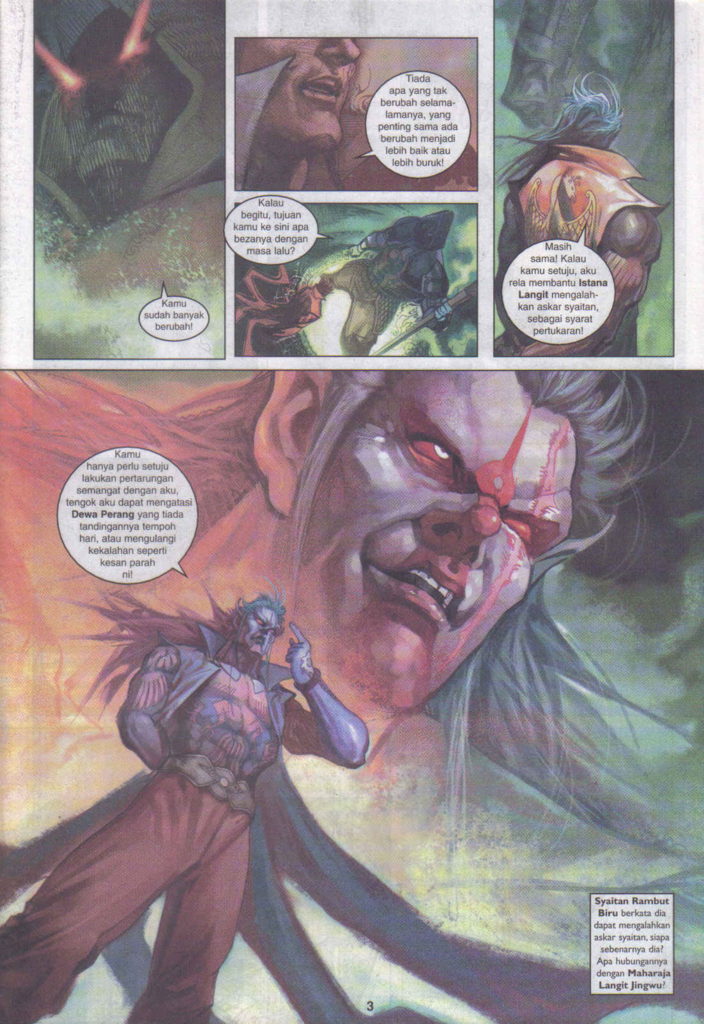 Kamu
sudah banyak
berubah!
Tiada
apa yang tak
berubah selama-
lamanya, yang
penting sama ada
berubah menjadi
lebih baik atau
lebih buruk!
Kalau
begitu, tujuan
kamu ke sini apa
bezanya dengan
masa lalu?
Masih
sama! Kalau
kamu setuju, aku
rela membantu Istana
Langit mengalah-
kan askar syaitan,
sebagai syarat
pertukaran!
Kamu
hanya perlu setuju
lakukan pertarungan
semangat dengan aku,
tengok aku dapat mengatasi
Dewa Perang yang tiada
tandingannya tempoh
hari, atau mengulangi
kekalahan seperti
kesan parah
ni!
Syaitan Rambut
Biru berkata dia
dapat mengalahkan
askar syaitan, siapa
sebenarnya dia?
Apa hubungannya
dengan Maharaja
Langit Jingwu?
3